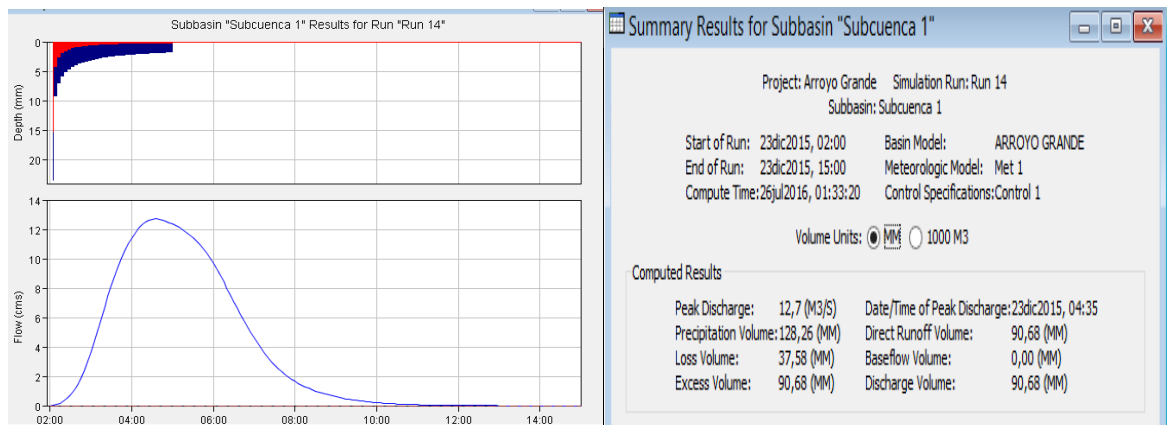 Subbasin "Subcuenca 1" Results for Run "Run 14"
0
5
10
15
20
Depth (mm)
14
12
10
8
6
4
2
0
Flow (cms)
02:00 04:00 06:00 08:00 10:00 12:00 14:00
Summary Results for Subbasin "Subcuenca 1"
Project: Arroyo Grande Simulation Run: Run 14
Subbasin: Subcuenca 1
Start of Run: 23dic2015, 02:00 Basin Model: ARROYO GRANDE
End of Run: 23dic2015, 15:00 Meteorologic Model: Met 1
Compute Time:26jul2016, 01:33:20 Control Specifications:Control 1
Volume Units: MM 1000 M3
Computed Results
Peak Discharge: 12,7 (M3/S) Date/Time of Peak Discharge:23dic2015, 04:35
Precipitation Volume:128,26 (MM) Direct Runoff Volume: 90,68 (MM)
Loss Volume: 37,58 (MM) Baseflow Volume: 0,00 (MM)
Excess Volume: 90,68 (MM) Discharge Volume: 90,68 (MM)